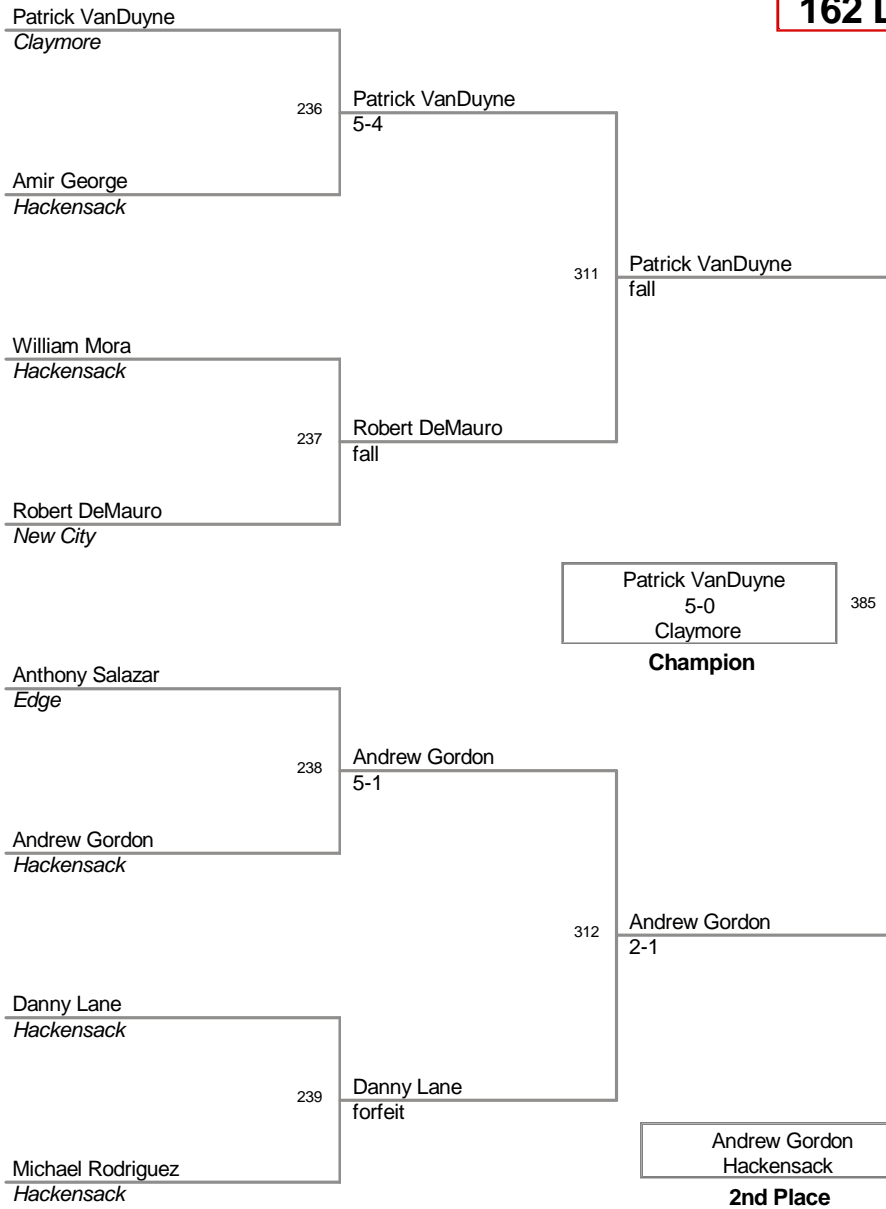 162 L
Patrick VanDuyne
Claymore
236
Patrick VanDuyne
5-4
Amir George
Hackensack
311
Patrick VanDuyne
fall
William Mora
Hackensack
237
Robert DeMauro
fall
Robert DeMauro
New City
Patrick VanDuyne
5-0
Claymore
385
Champion
Anthony Salazar
Edge
238
Andrew Gordon
5-1
Andrew Gordon
Hackensack
312
Andrew Gordon
2-1
Danny Lane
Hackensack
239
Danny Lane
forfeit
Michael Rodriguez
Hackensack
Andrew Gordon
Hackensack
2nd Place